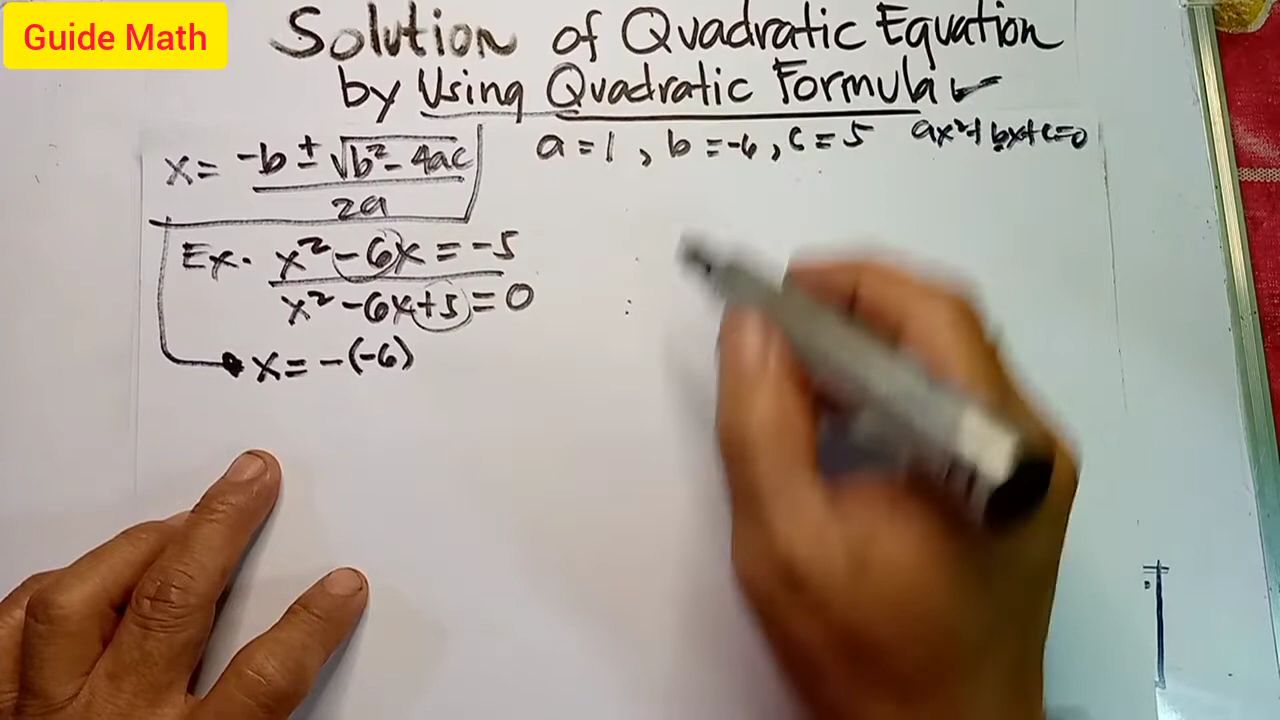 Guide Math
Solution of Quadratic Equation
by Using Quadratic Formula ✓
x = -b ± √b² - 4ac / 2a
a = 1 , b = -6 , c = 5 ax²+bx+c=0
Ex. x² - 6x = -5
x² - 6x + 5 = 0
x = -(-6)